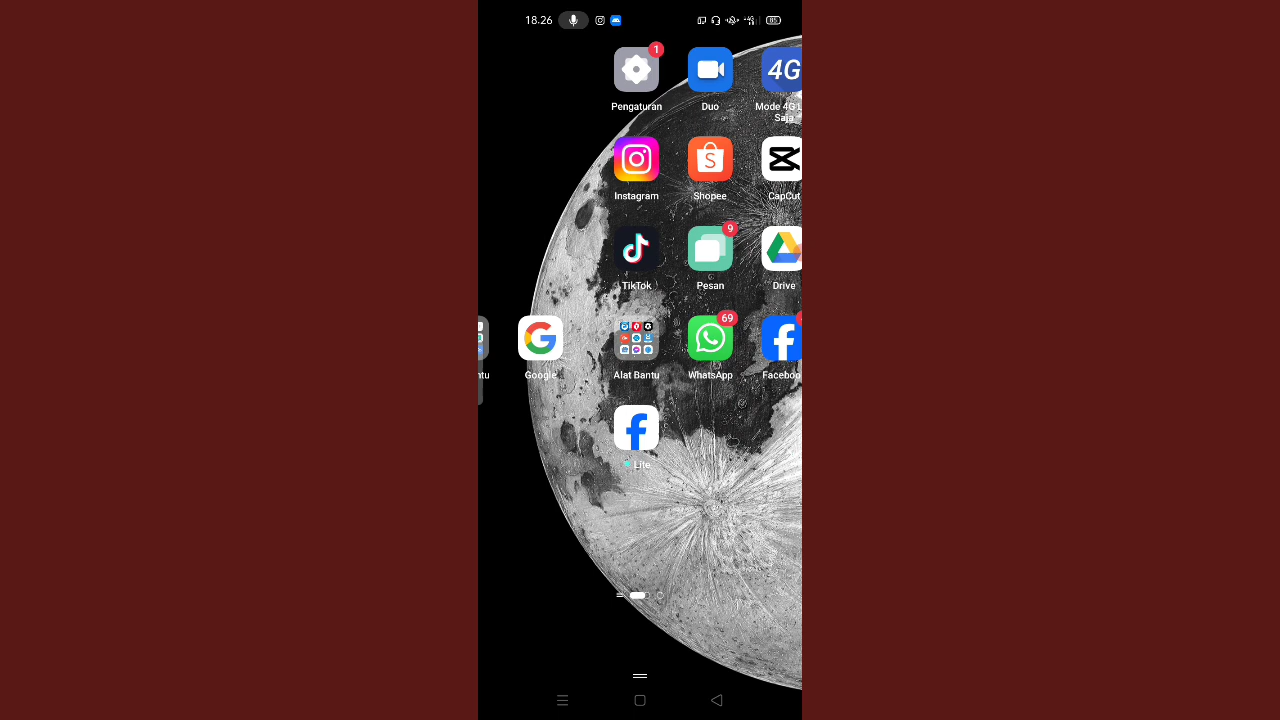 18.26
85
1
4G
Pengaturan
Duo
Mode 4G
Saja
Instagram
Shopee
CapCut
9
TikTok
Pesan
Drive
69
ntu
Google
Alat Bantu
WhatsApp
Faceboo
Lite